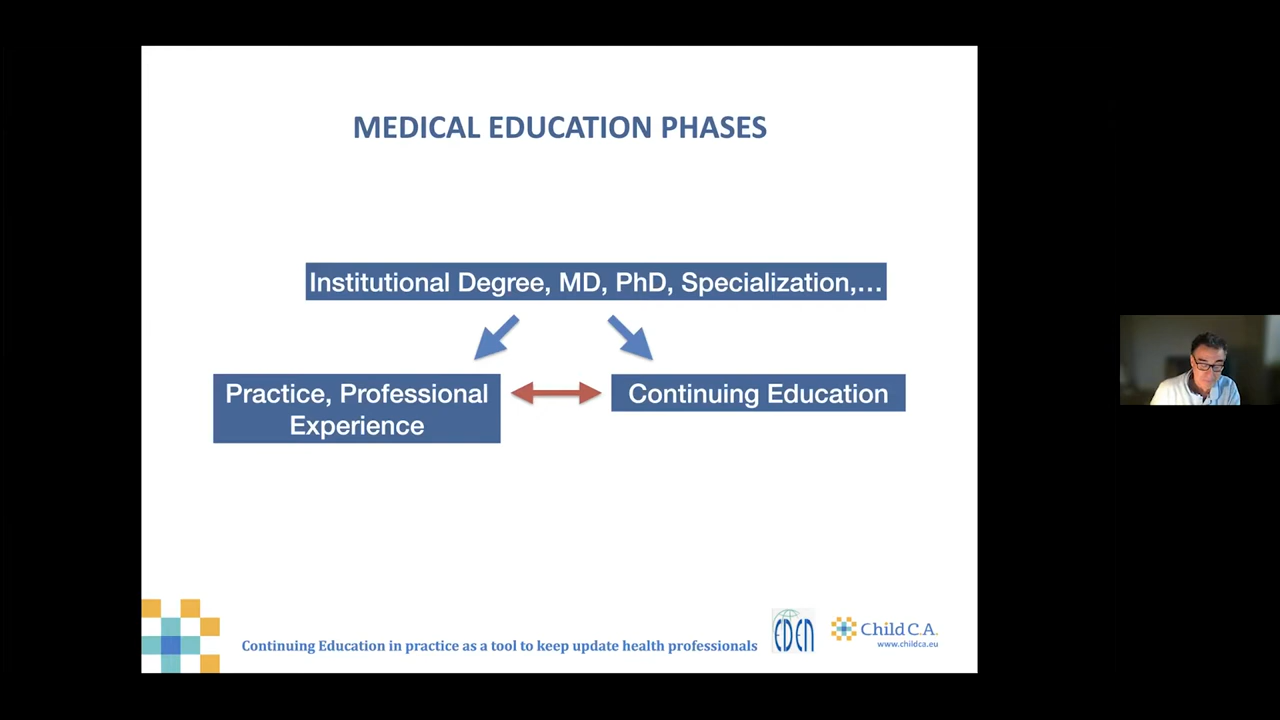 MEDICAL EDUCATION PHASES
Institutional Degree, MD, PhD, Specialization,...
Practice, Professional
Experience
Continuing Education
Continuing Education in practice as a tool to keep update health professionals
EDCN
Child C.A.
www.childca.eu